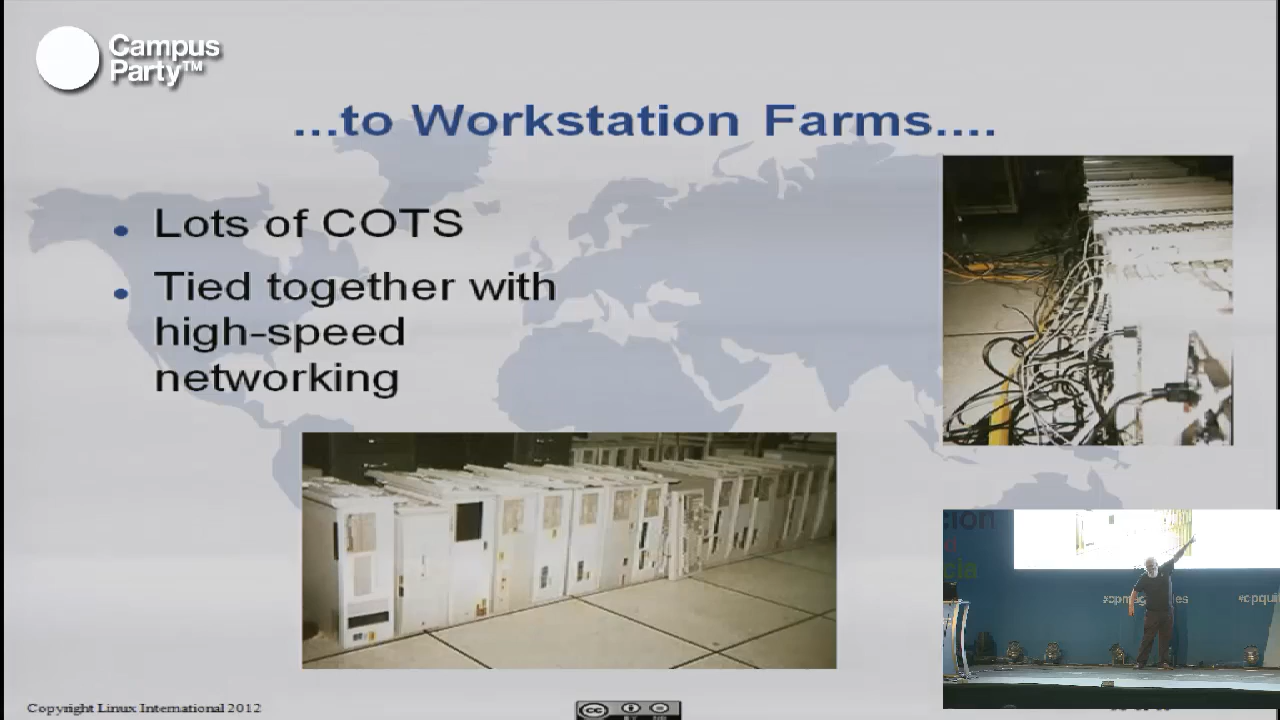 Campus
Party™
...to Workstation Farms....
• Lots of COTS
• Tied together with
high-speed
networking
Copyright Linux International 2012